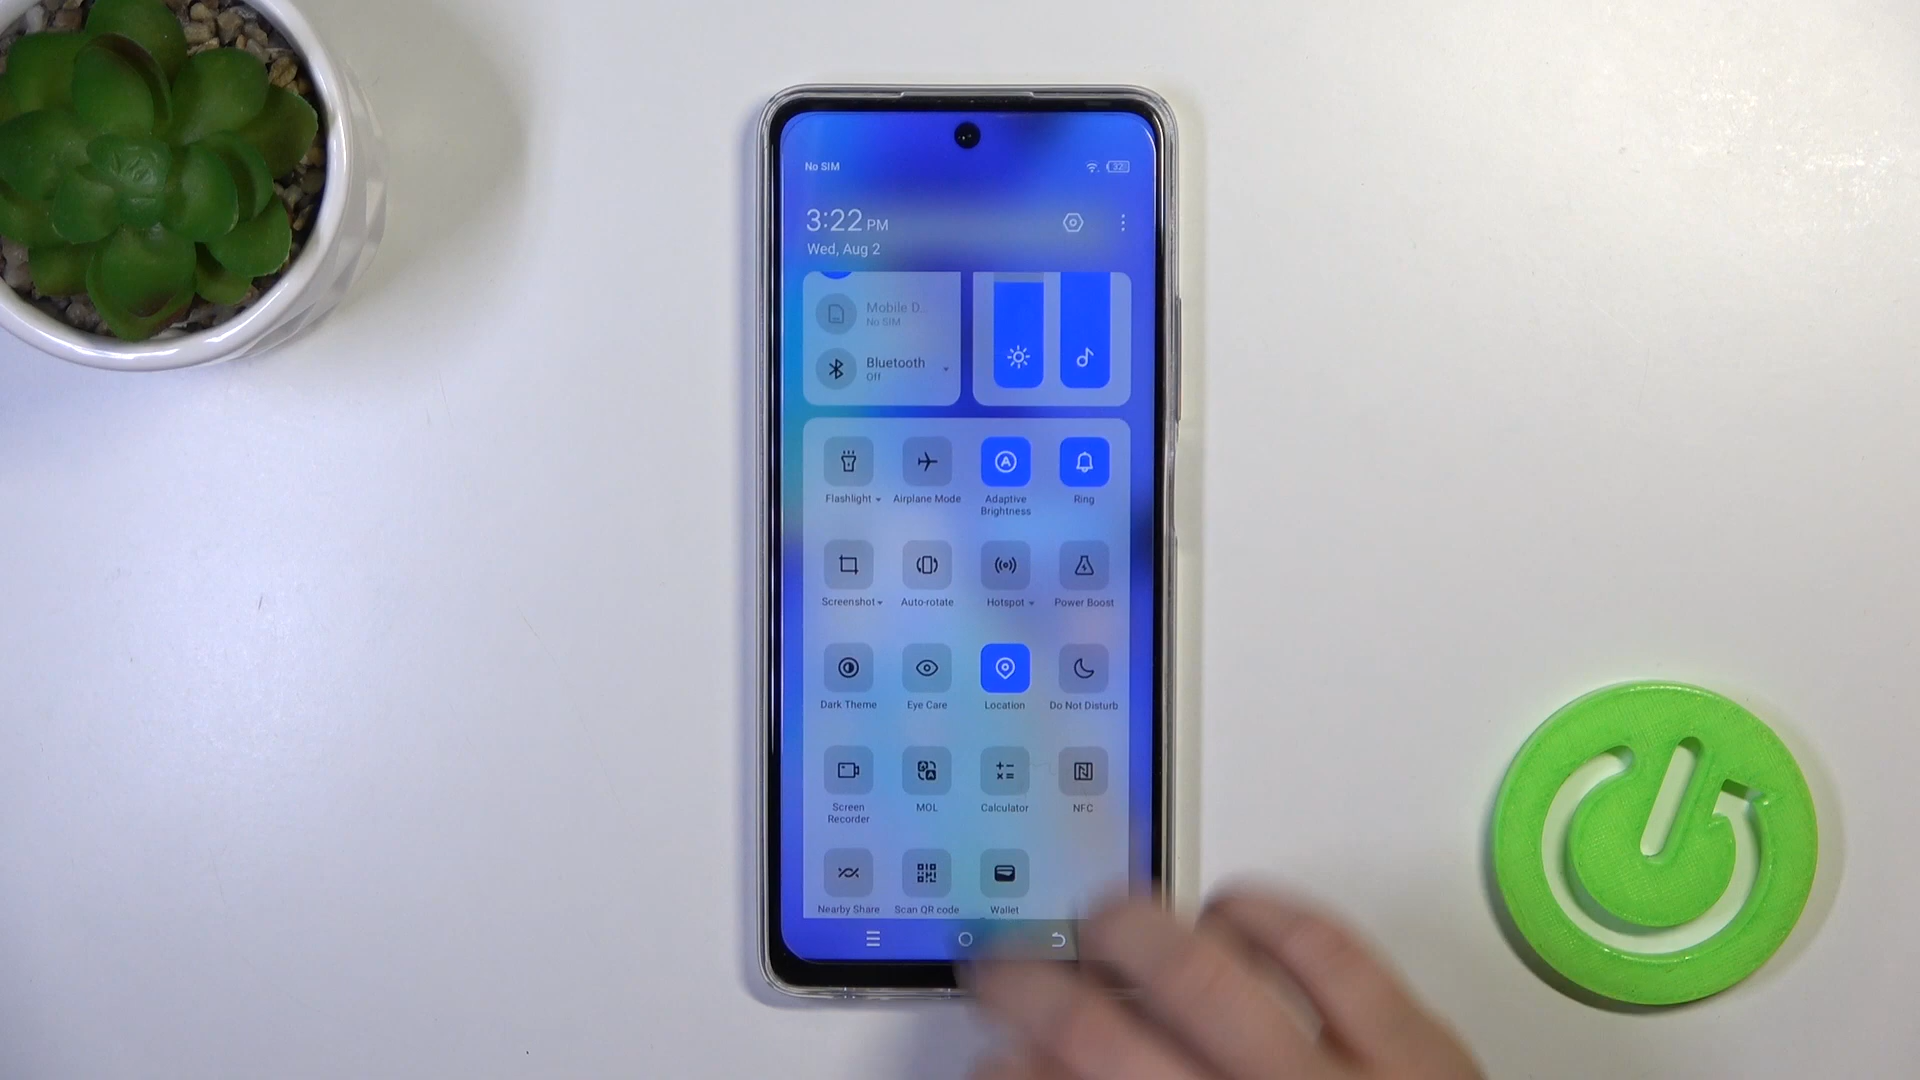 No SIM
3:22 PM
Wed, Aug 2
Mobile D..
No SIM
Bluetooth
Off
Flashlight
Airplane Mode
Adaptive
Brightness
Ring
Screenshot
Auto-rotate
Hotspot
Power Boost
Dark Theme
Eye Care
Location
Do Not Disturb
Screen
Recorder
MOL
Calculator
NFC
Nearby Share
Scan QR code
Wallet